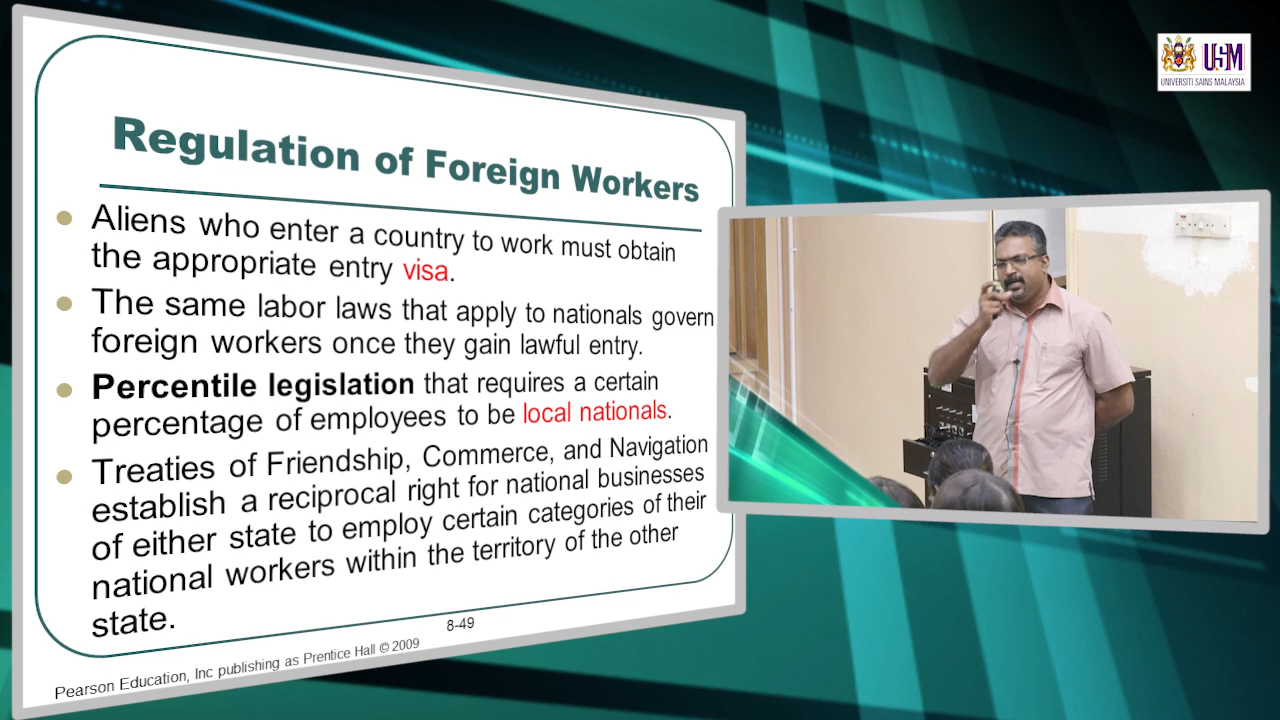 Regulation of Foreign Workers
Aliens who enter a country to work must obtain
the appropriate entry visa.
The same labor laws that apply to nationals govern
foreign workers once they gain lawful entry.
Percentile legislation that requires a certain
percentage of employees to be local nationals.
Treaties of Friendship, Commerce, and Navigation
establish a reciprocal right for national businesses
of either state to employ certain categories of their
national workers within the territory of the other
state.
8-49
Pearson Education, Inc publishing as Prentice Hall © 2009
USM
UNIVERSITI SAINS MALAYSIA